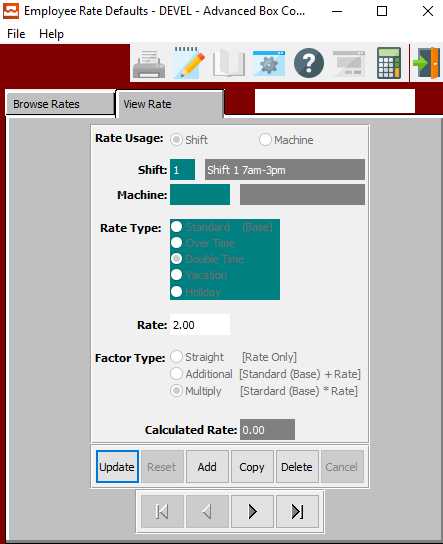 Employee Rate Defaults - DEVEL - Advanced Box Co...
File Help
Browse Rates View Rate
Rate Usage: Shift Machine
Shift: 1 Shift 1 7am-3pm
Machine:
Rate Type: Standard (Base)
Over Time
Double Time
Vacation
Holiday
Rate: 2.00
Factor Type: Straight [Rate Only]
Additional [Standard (Base) + Rate]
Multiply [Stardard (Base) * Rate]
Calculated Rate: 0.00
Update Reset Add Copy Delete Cancel